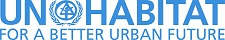 UN HABITAT
FOR A BETTER URBAN FUTURE